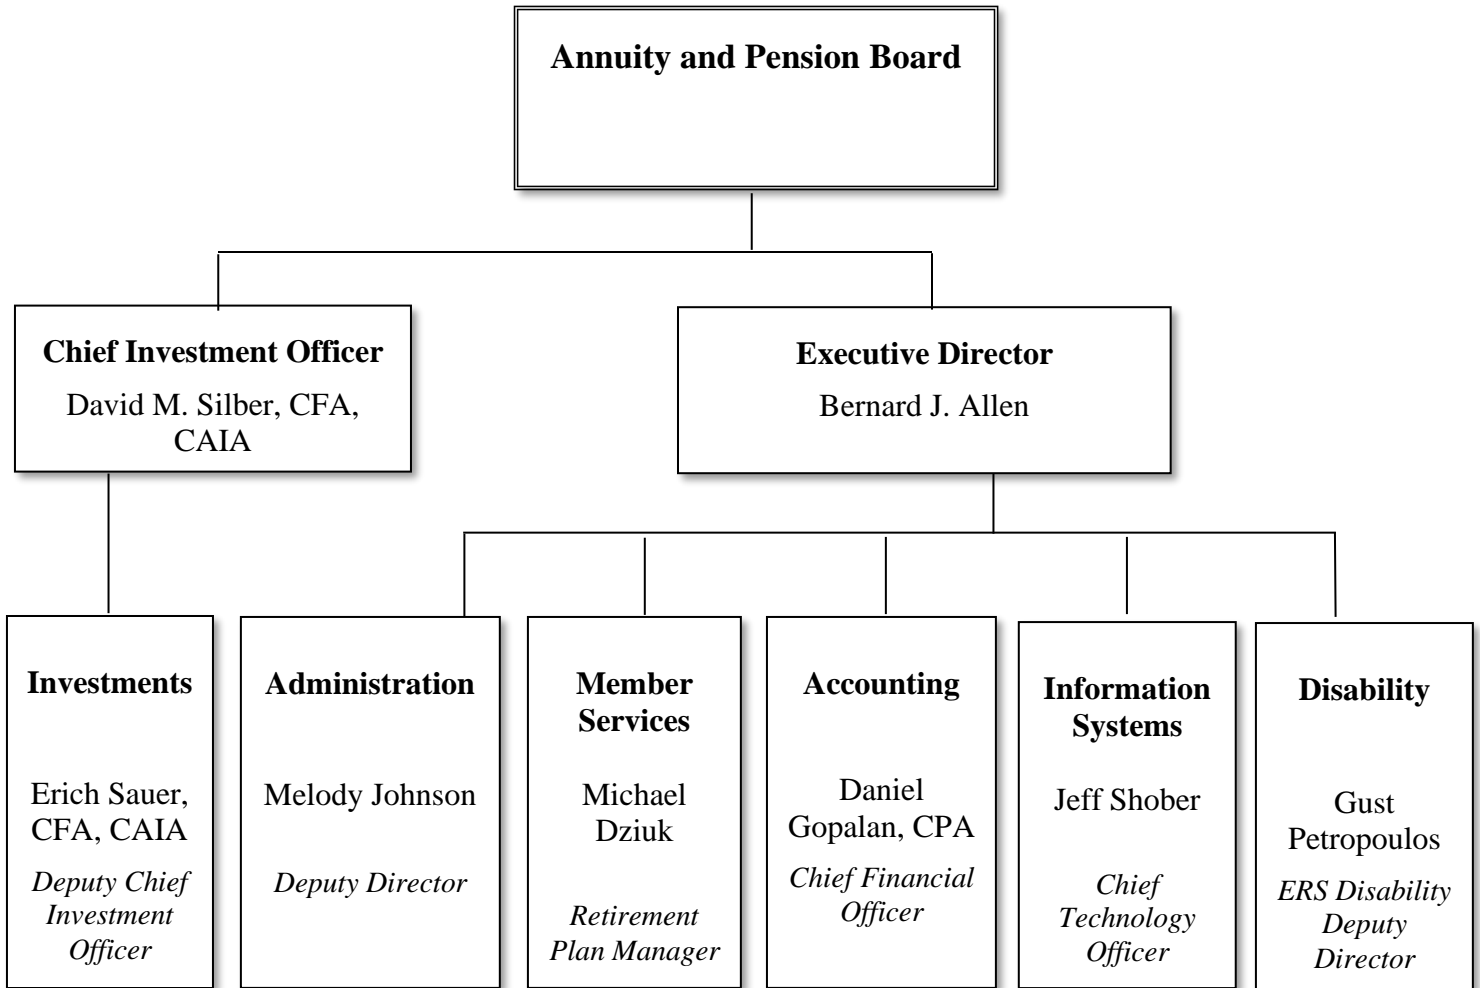 Annuity and Pension Board
Chief Investment Officer
David M. Silber, CFA,
CAIA
Executive Director
Bernard J. Allen
Investments
Erich Sauer,
CFA, CAIA
Deputy Chief
Investment
Officer
Administration
Melody Johnson
Deputy Director
Member
Services
Michael
Dziuk
Retirement
Plan Manager
Accounting
Daniel
Gopalan, CPA
Chief Financial
Officer
Information
Systems
Jeff Shober
Chief
Technology
Officer
Disability
Gust
Petropoulos
ERS Disability
Deputy
Director